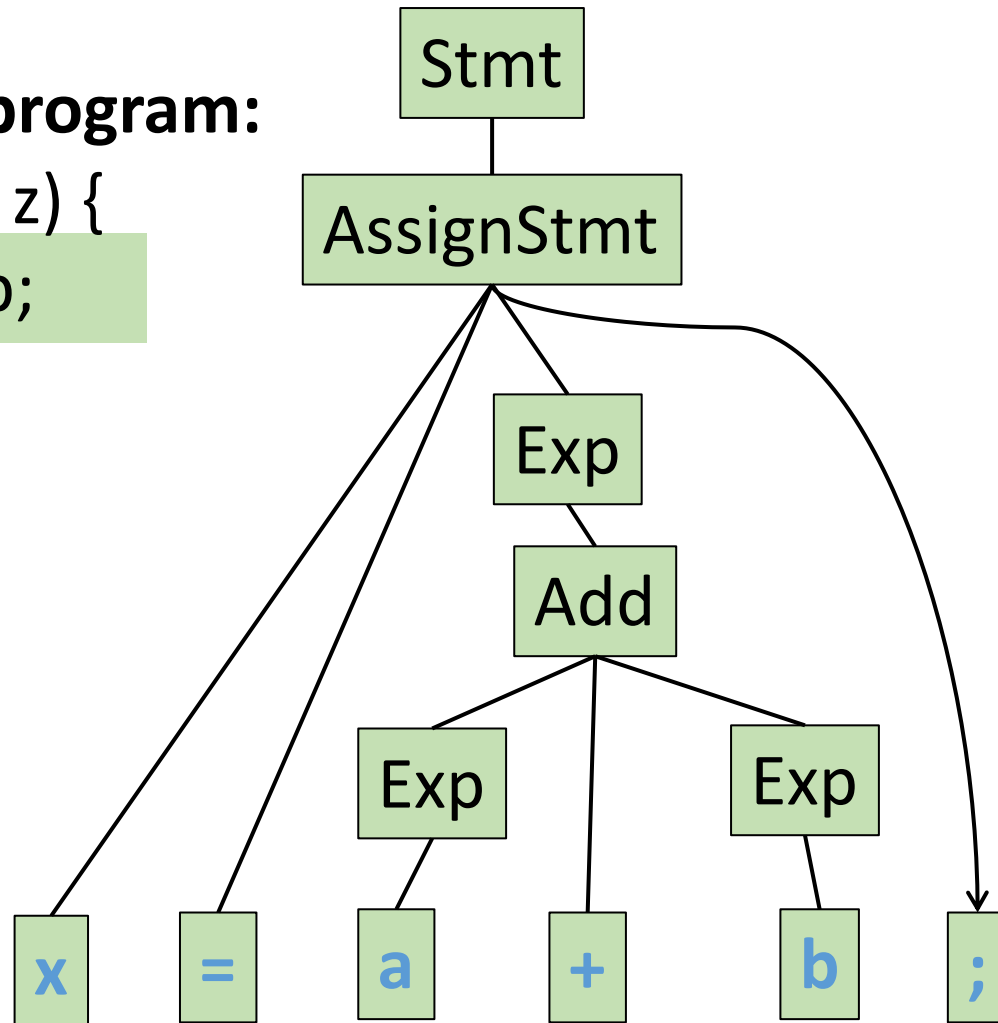 program:
z) {
;
Stmt
AssignStmt
Exp
Add
Exp Exp
x = a + b ;